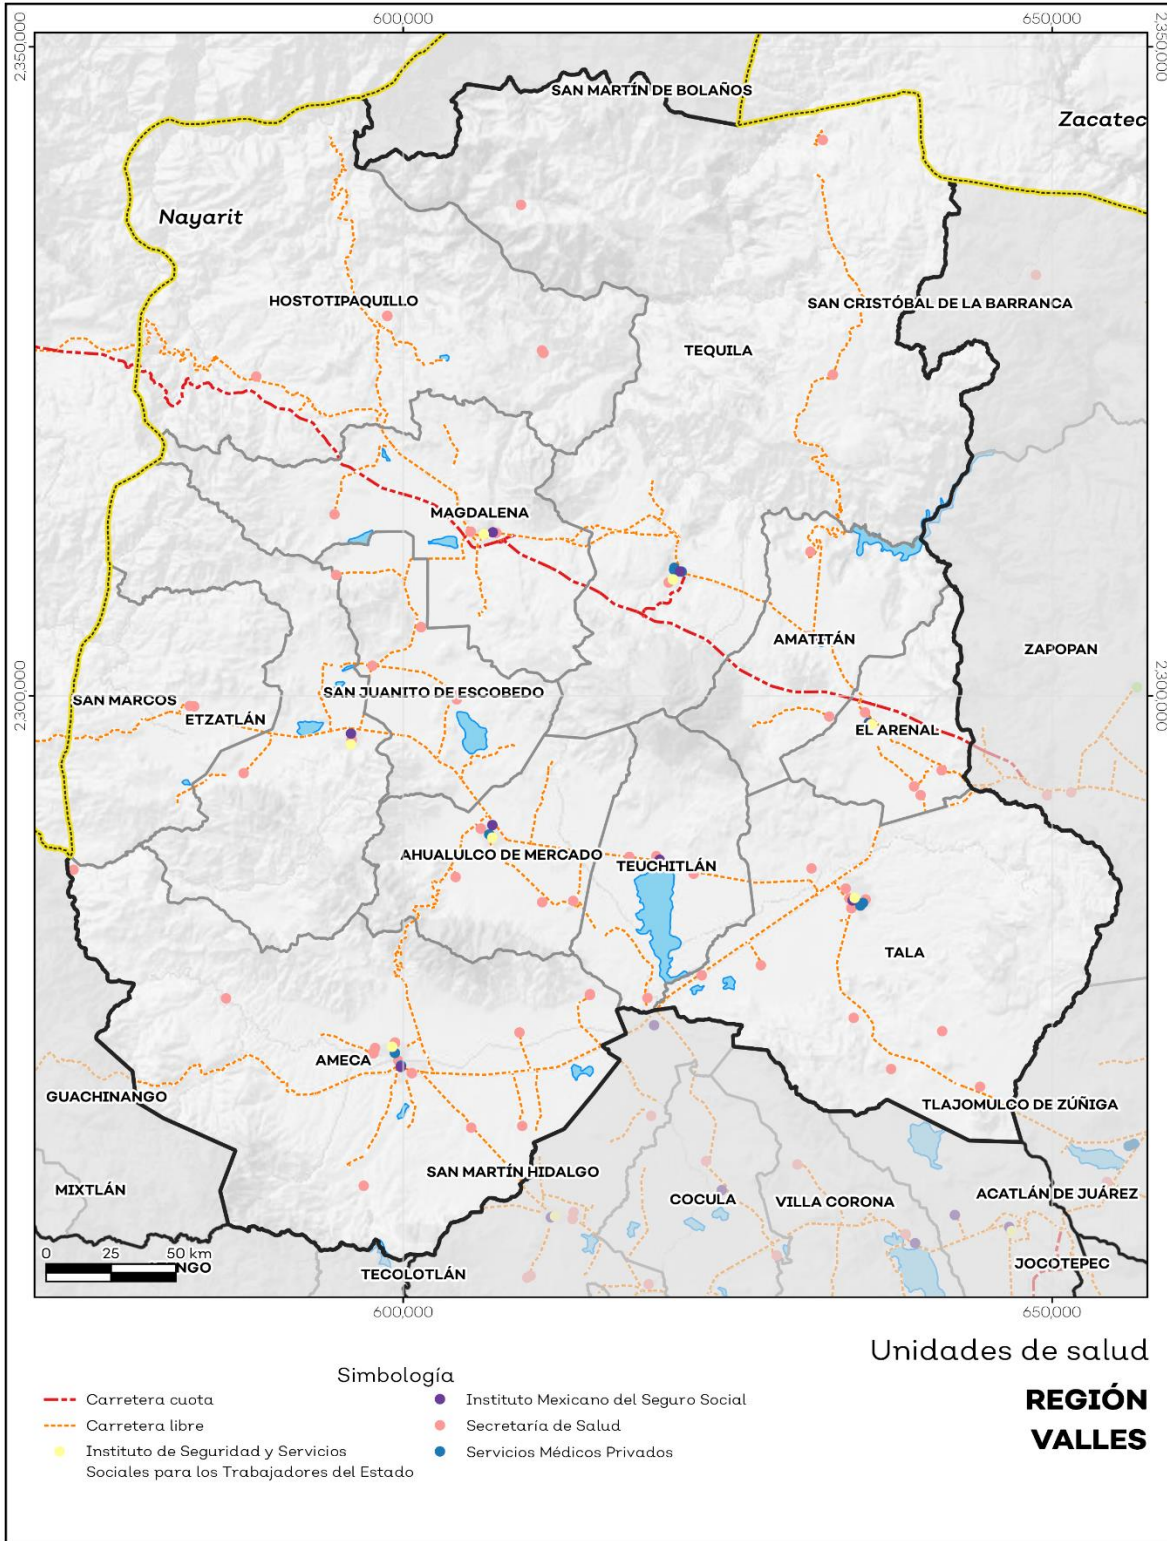 600,000
650,000
2,350,000
2,350,000
SAN MARTÍN DE BOLAÑOS
Zacatec
Nayarit
HOSTOTIPAQUILLO
SAN CRISTÓBAL DE LA BARRANCA
TEQUILA
MAGDALENA
AMATITÁN
ZAPOPAN
2,300,000
2,300,000
SAN MARCOS
SAN JUANITO DE ESCOBEDO
ETZATLÁN
EL ARENAL
AHUALULCO DE MERCADO
TEUCHITLÁN
TALA
AMECA
GUACHINANGO
TLAJOMULCO DE ZÚÑIGA
SAN MARTÍN HIDALGO
MIXTLÁN
COCULA
VILLA CORONA
ACATLÁN DE JUÁREZ
0 25 50 km
NGO
TECOLOTLÁN
JOCOTEPEC
600,000
650,000
Unidades de salud
REGIÓN
VALLES
Simbología
Carretera cuota
Carretera libre
Instituto de Seguridad y Servicios
Sociales para los Trabajadores del Estado
Instituto Mexicano del Seguro Social
Secretaría de Salud
Servicios Médicos Privados